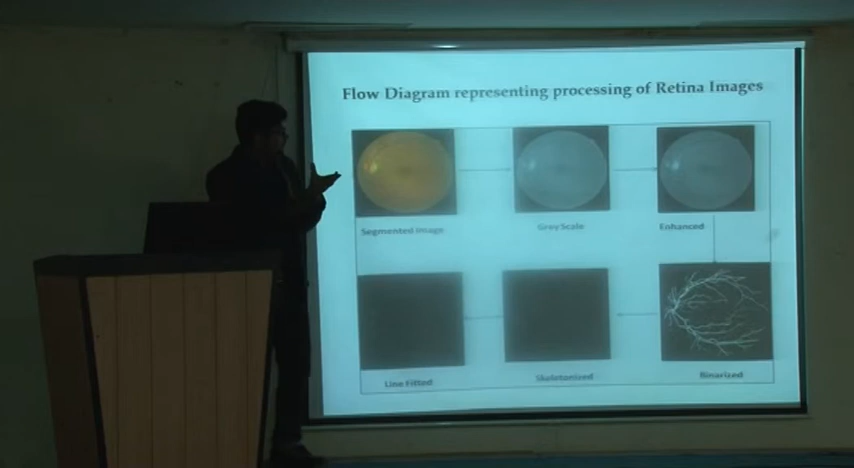 Flow Diagram representing processing of Retina Images
Segmented Image
Grey Scale
Enhanced
Line Fitted
Skeletonized
Binarized